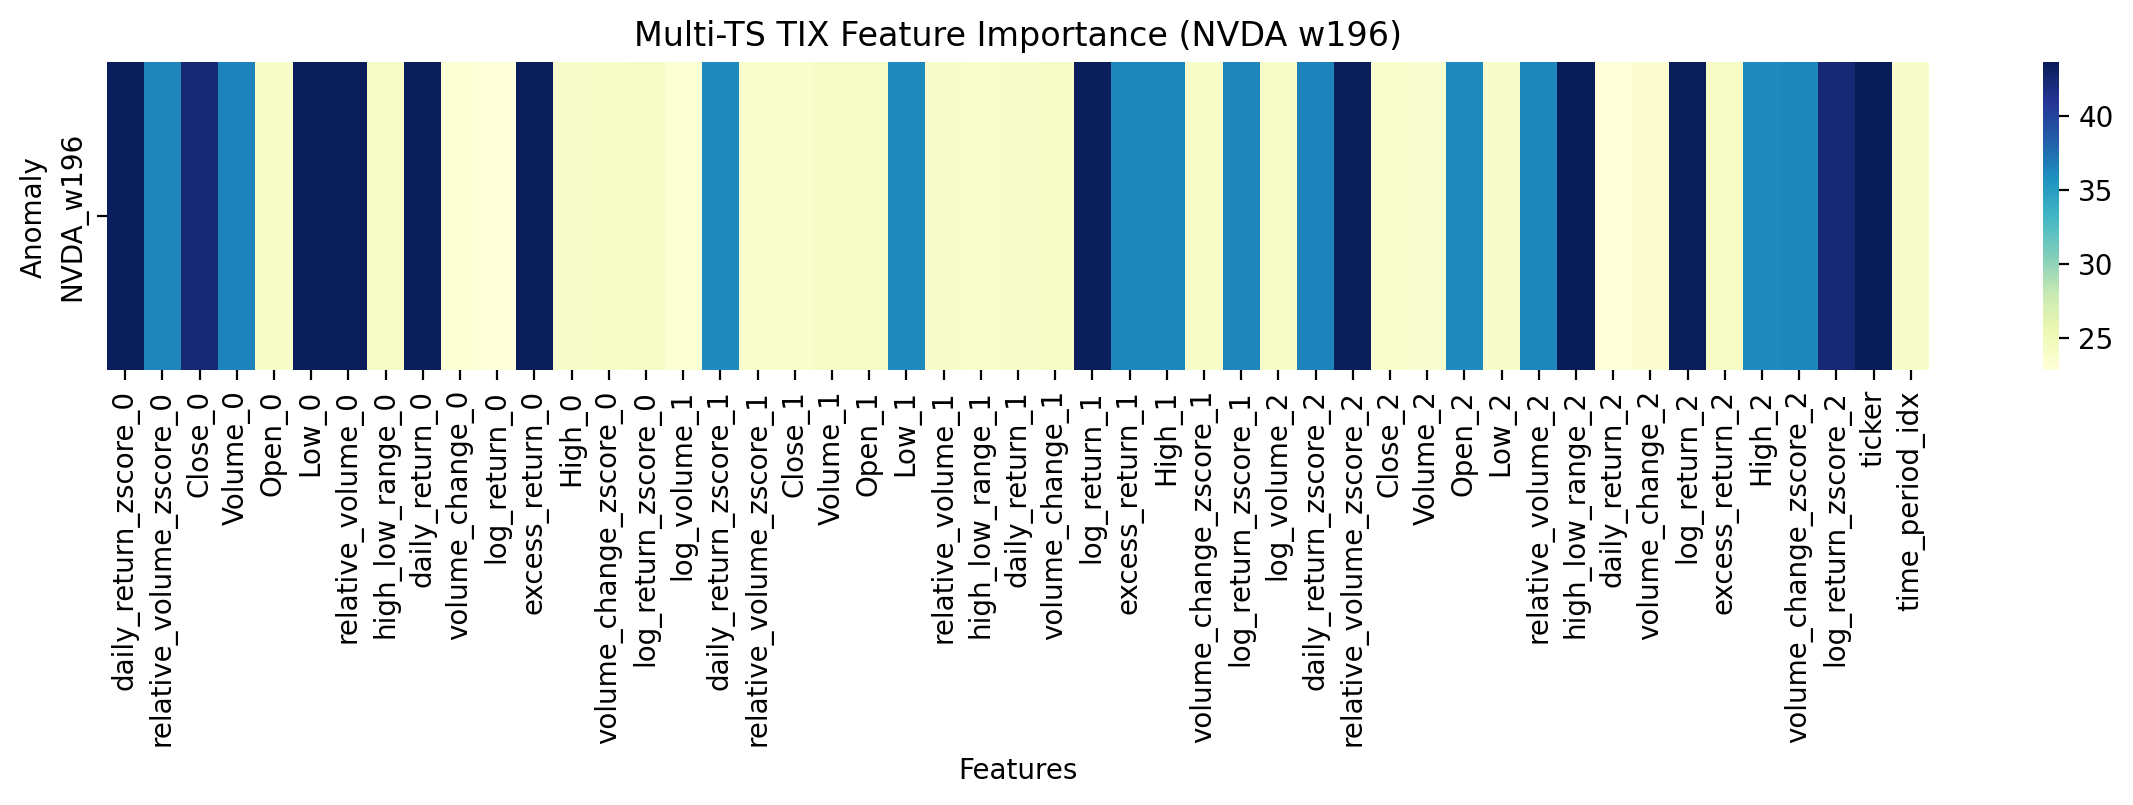 Multi-TS TIX Feature Importance (NVDA w196)
Anomaly
NVDA_w196
40
35
30
25
daily_return_zscore_0
relative_volume_zscore_0
Close_0
Volume_0
Open_0
Low_0
relative_volume_0
high_low_range_0
daily_return_0
volume_change_0
log_return_0
excess_return_0
High_0
volume_change_zscore_0
log_return_zscore_0
log_volume_1
daily_return_zscore_1
relative_volume_zscore_1
Close_1
Volume_1
Open_1
Low_1
relative_volume_1
high_low_range_1
daily_return_1
volume_change_1
log_return_1
excess_return_1
High_1
volume_change_zscore_1
log_return_zscore_1
log_volume_2
daily_return_zscore_2
relative_volume_zscore_2
Close_2
Volume_2
Open_2
Low_2
relative_volume_2
high_low_range_2
daily_return_2
volume_change_2
log_return_2
excess_return_2
High_2
volume_change_zscore_2
log_return_zscore_2
ticker
time_period_idx
Features